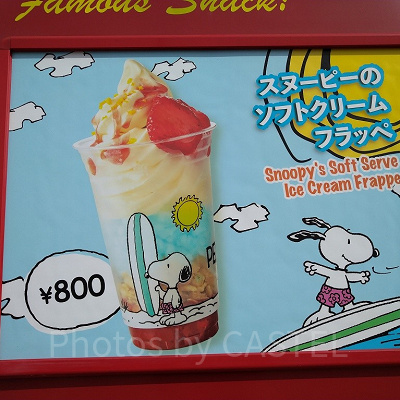 Famous Snack!
スヌーピーの
ソフトクリーム
フラッペ
Snoopy's Soft Serve
Ice Cream Frappe
¥800
PE
Photos by CASTEL